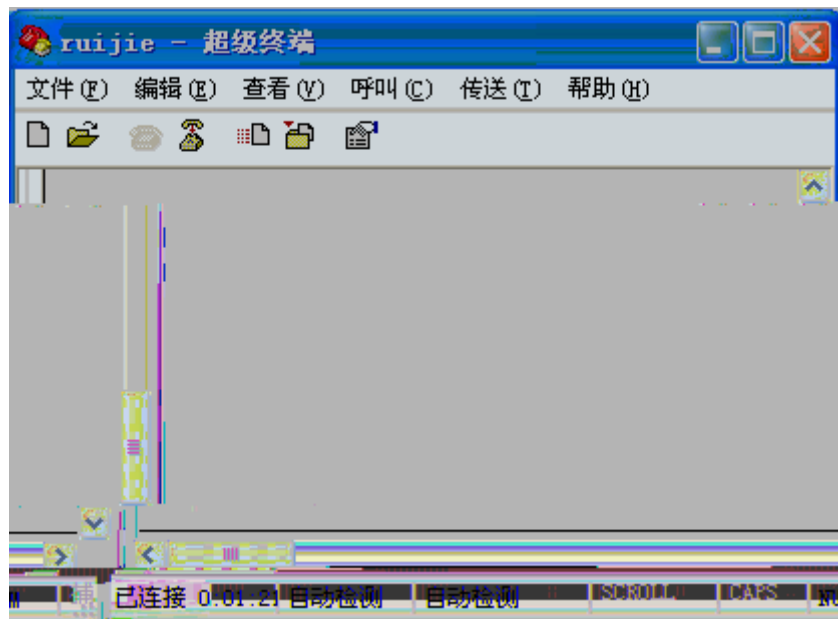 ruijie - 超级终端
文件(F) 编辑(E) 查看(V) 呼叫(C) 传送(T) 帮助(H)
已连接 0:01:21 自动检测 自动检测 SCROLL CAPS NU